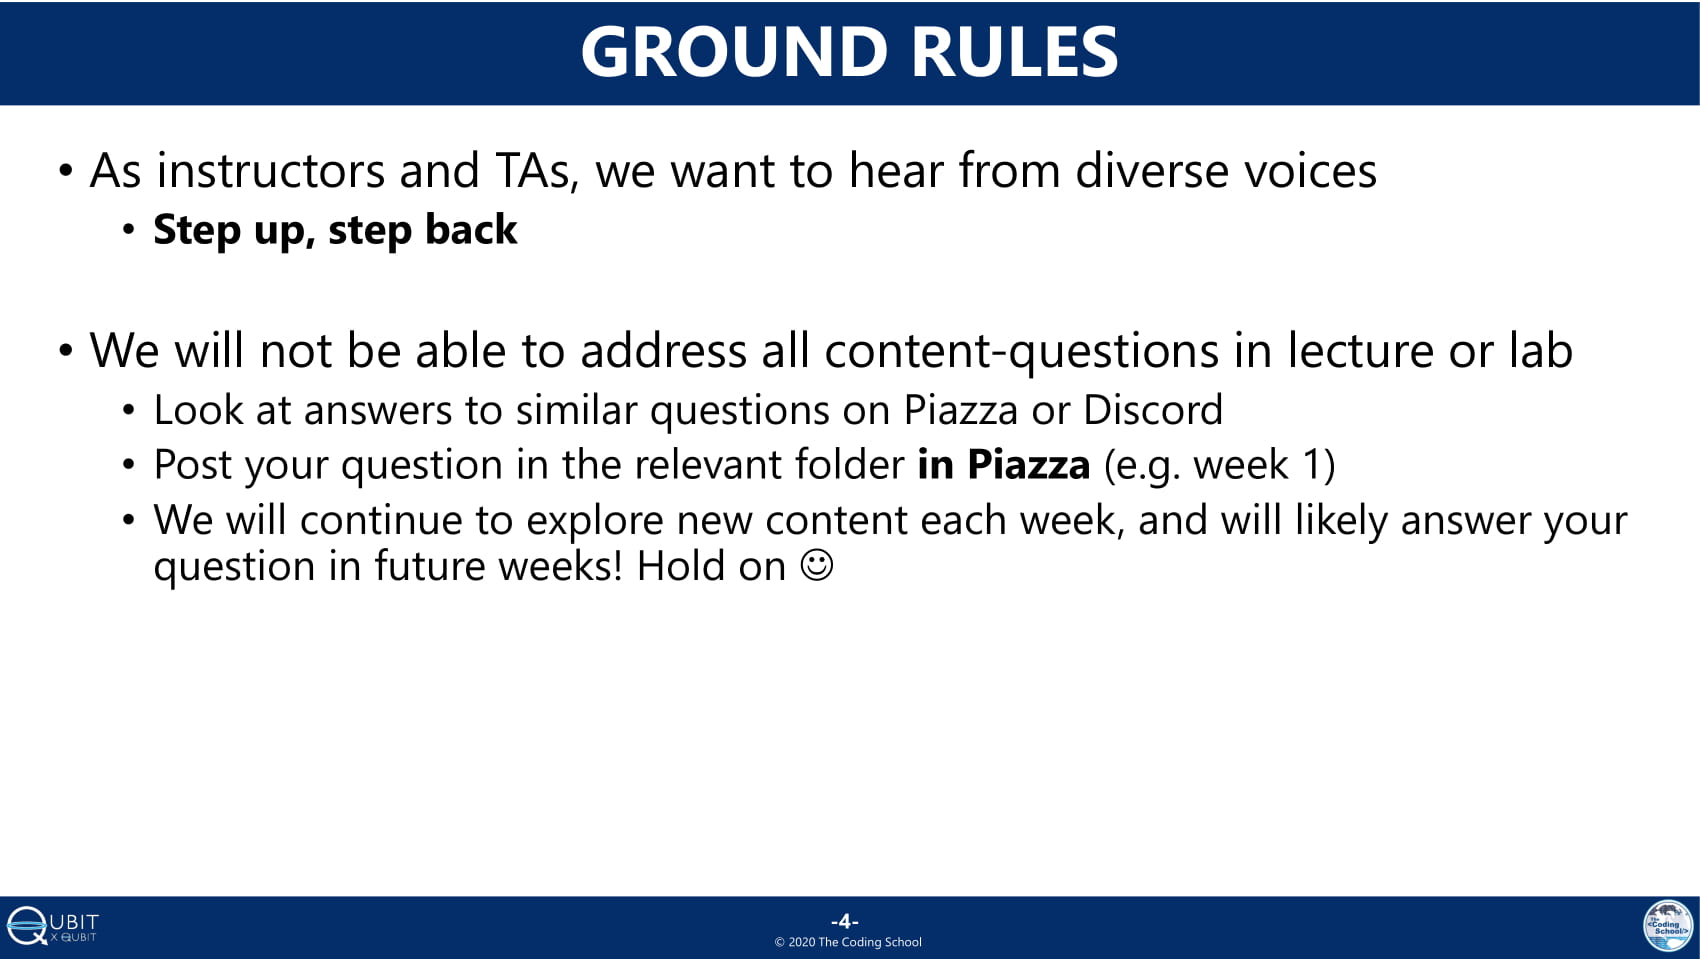 GROUND RULES
• As instructors and TAs, we want to hear from diverse voices
• Step up, step back
• We will not be able to address all content-questions in lecture or lab
• Look at answers to similar questions on Piazza or Discord
• Post your question in the relevant folder in Piazza (e.g. week 1)
• We will continue to explore new content each week, and will likely answer your
question in future weeks! Hold on ☺
QUBIT
X QUBIT
-4-
© 2020 The Coding School
The
<Coding
School/>